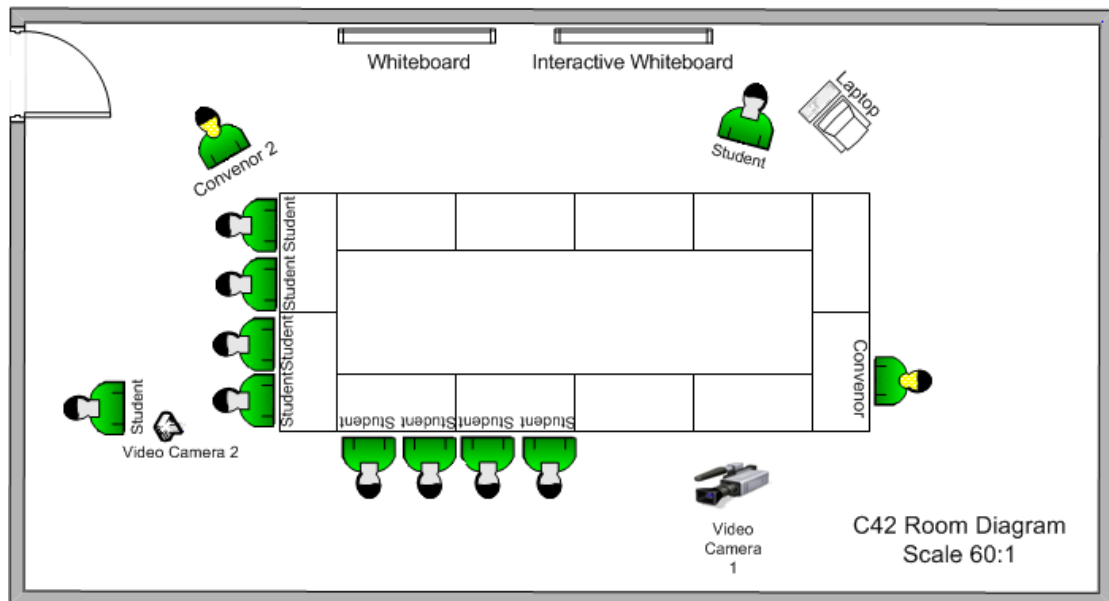 Whiteboard
Interactive Whiteboard
Laptop
Student
Convenor 2
Student
Student
Student
Student
Convenor
Student
Video Camera 2
Student
Student
Student
Student
Video
Camera
1
C42 Room Diagram
Scale 60:1